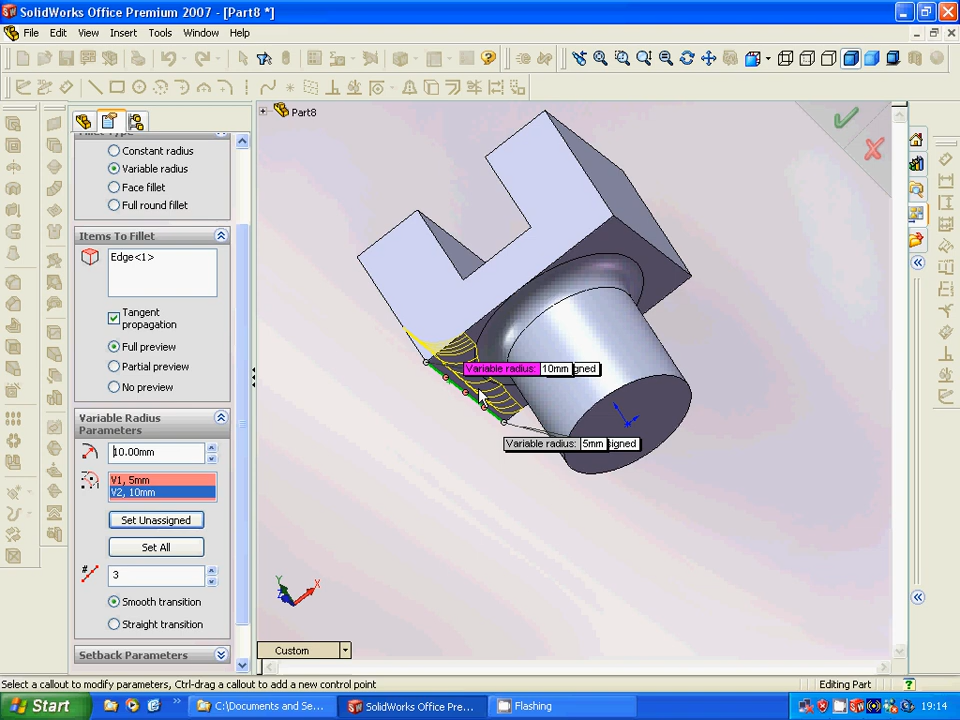 SolidWorks Office Premium 2007 - [Part8 *]
File Edit View Insert Tools Window Help
Part8
Fillet Type
Constant radius
Variable radius
Face fillet
Full round fillet
Items To Fillet
Edge<1>
Tangent
propagation
Full preview
Partial preview
No preview
Variable Radius
Parameters
10.00mm
V1, 5mm
V2, 10mm
Set Unassigned
Set All
3
Smooth transition
Straight transition
Setback Parameters
Variable radius: 10mm gned
Variable radius: 5mm signed
Y
X
Z
Custom
Select a callout to modify parameters, Ctrl-drag a callout to add a new control point
Editing Part
Start
C:\Documents and Se...
SolidWorks Office Pre...
Flashing
19:14